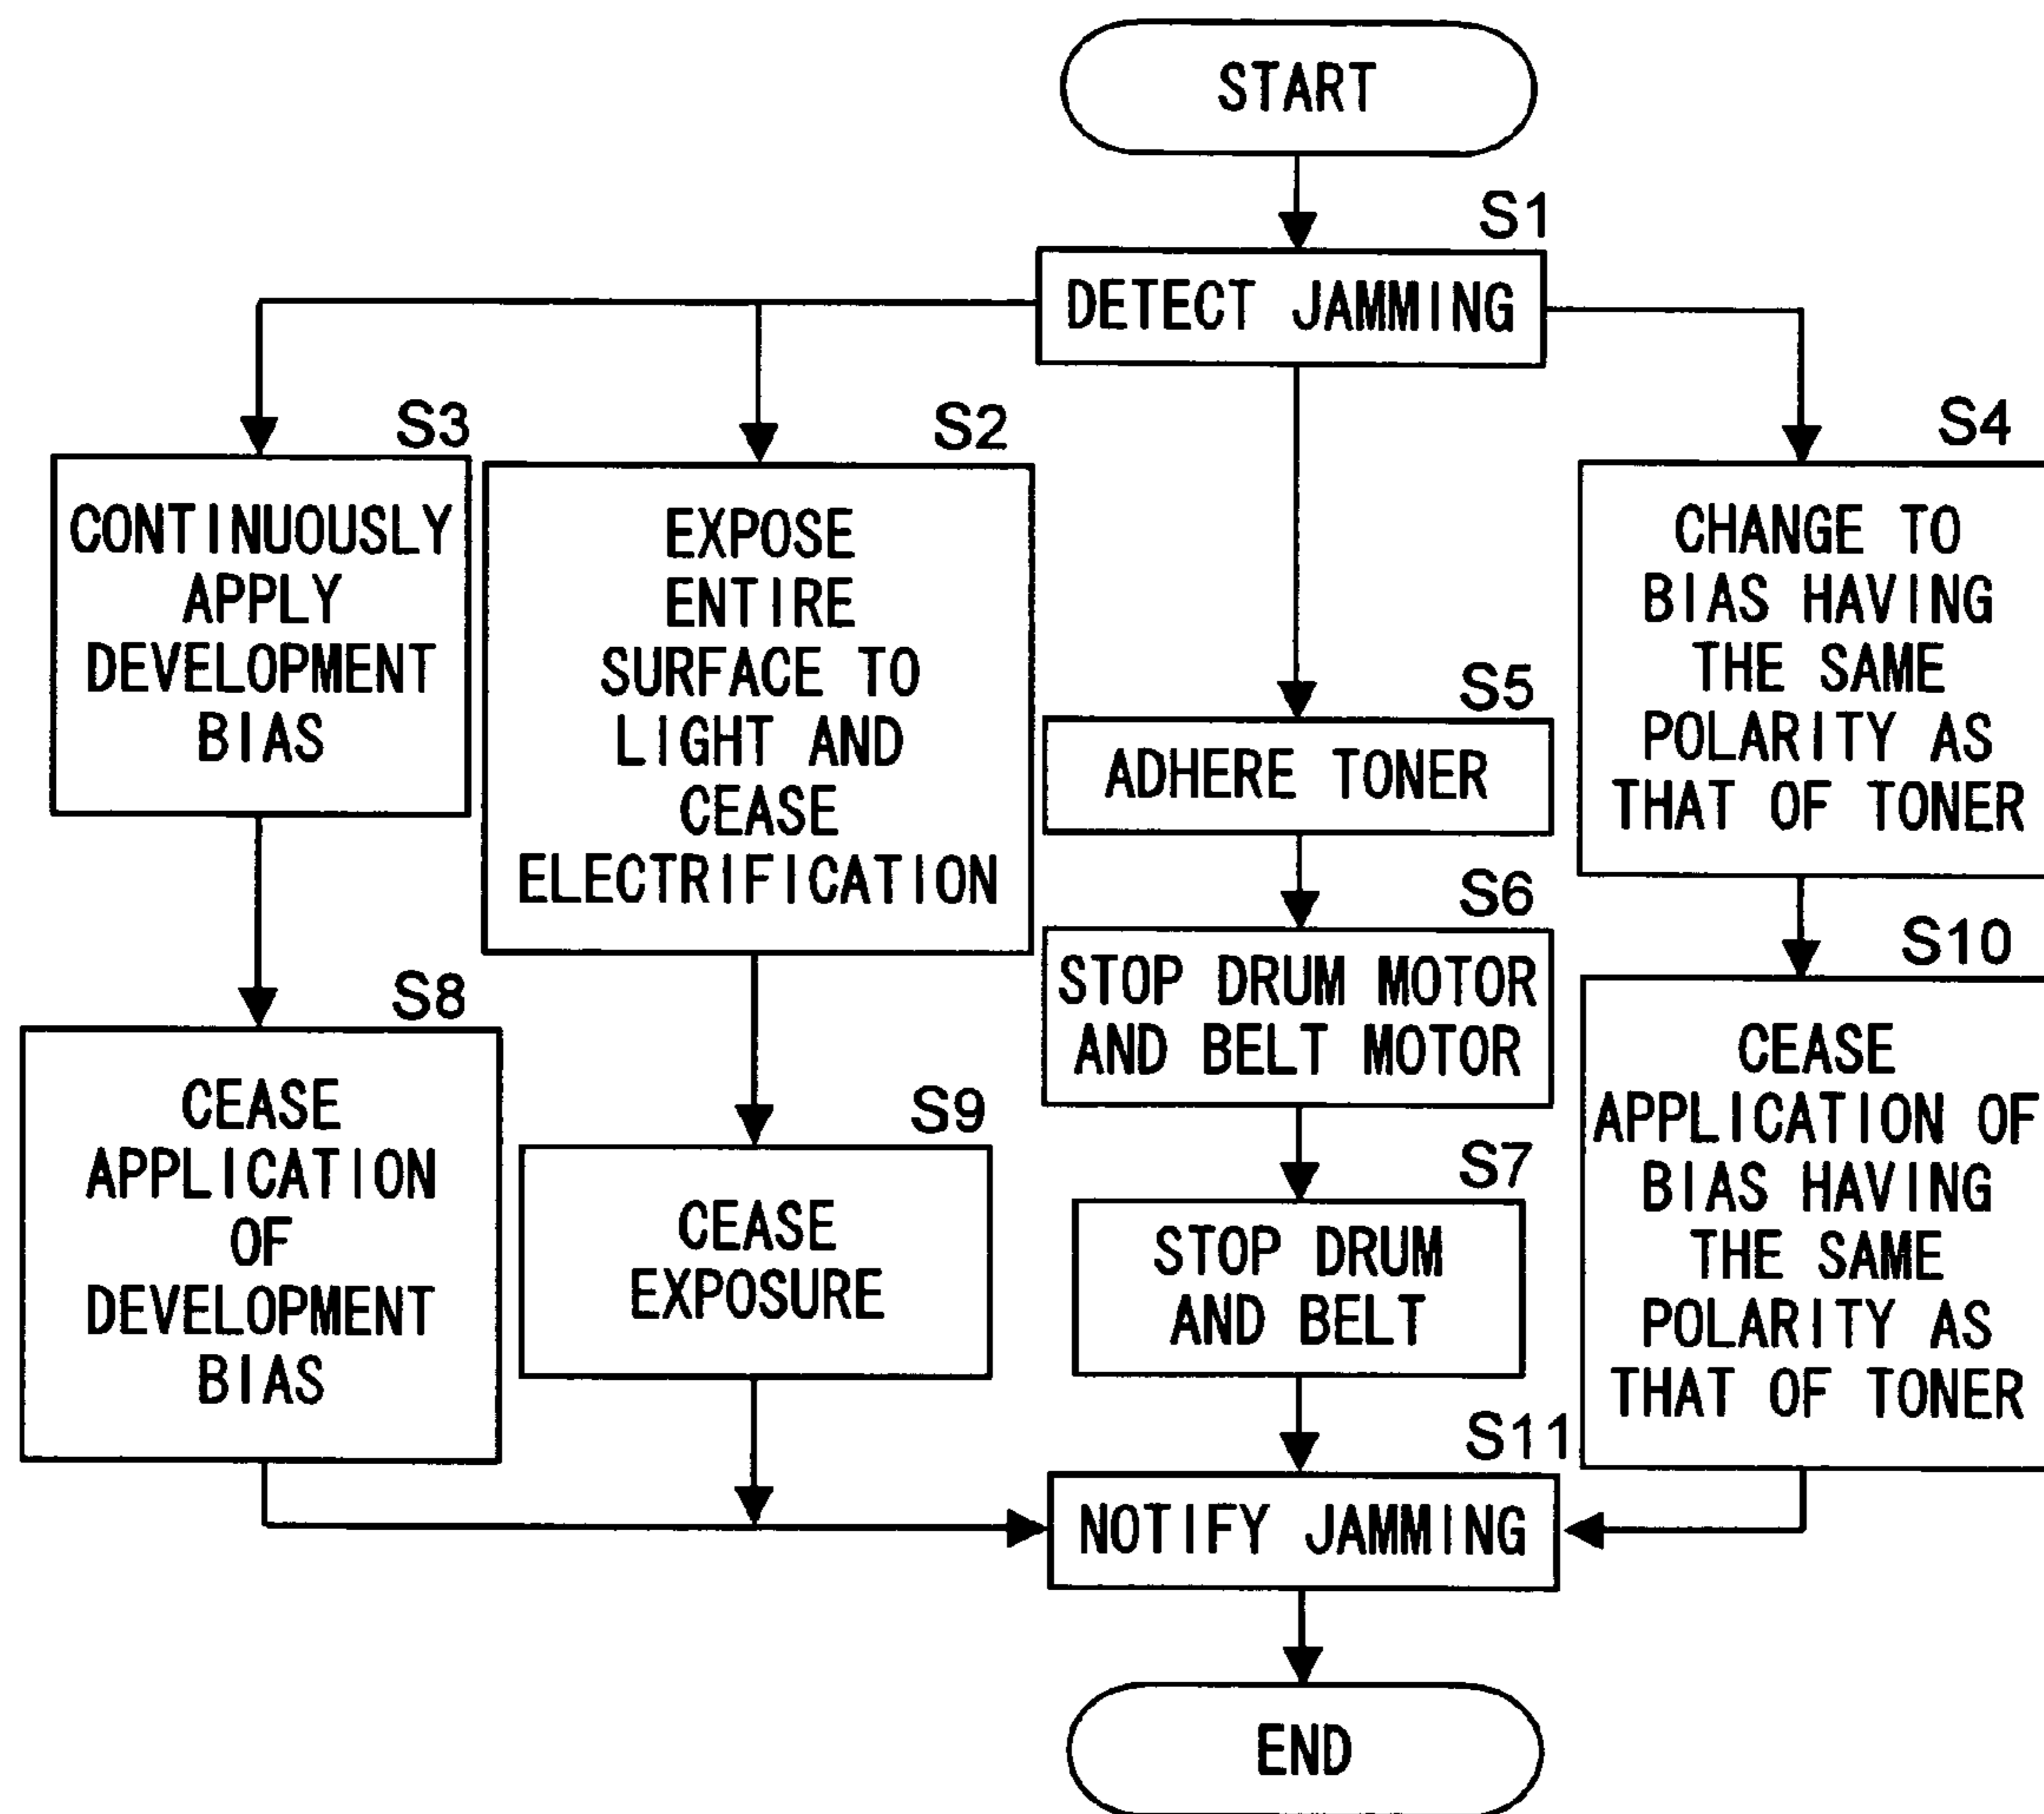 START
S1
DETECT JAMMING
S3
CONTINUOUSLY
APPLY
DEVELOPMENT
BIAS
S2
EXPOSE
ENTIRE
SURFACE TO
LIGHT AND
CEASE
ELECTRIFICATION
S4
CHANGE TO
BIAS HAVING
THE SAME
POLARITY AS
THAT OF TONER
S5
ADHERE TONER
S6
STOP DRUM MOTOR
AND BELT MOTOR
S7
STOP DRUM
AND BELT
S8
CEASE
APPLICATION
OF
DEVELOPMENT
BIAS
S9
CEASE
EXPOSURE
S10
CEASE
APPLICATION OF
BIAS HAVING
THE SAME
POLARITY AS
THAT OF TONER
S11
NOTIFY JAMMING
END